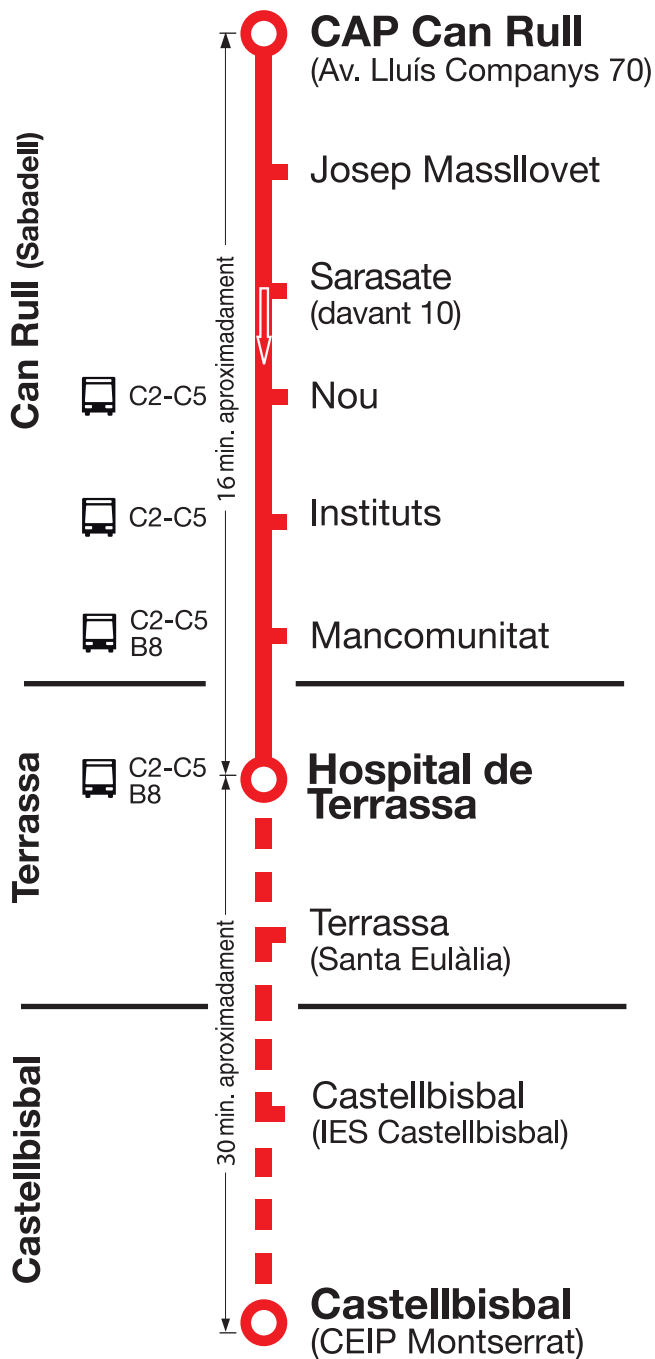 CAP Can Rull
(Av. Lluís Companys 70)
Josep Massllovet
Sarasate
(davant 10)
C2-C5
Nou
C2-C5
Instituts
C2-C5
B8
Mancomunitat
Can Rull (Sabadell)
16 min. aproximadament
C2-C5
B8
Hospital de
Terrassa
Terrassa
(Santa Eulàlia)
Terrassa
30 min. aproximadament
Castellbisbal
(IES Castellbisbal)
Castellbisbal
(CEIP Montserrat)
Castellbisbal